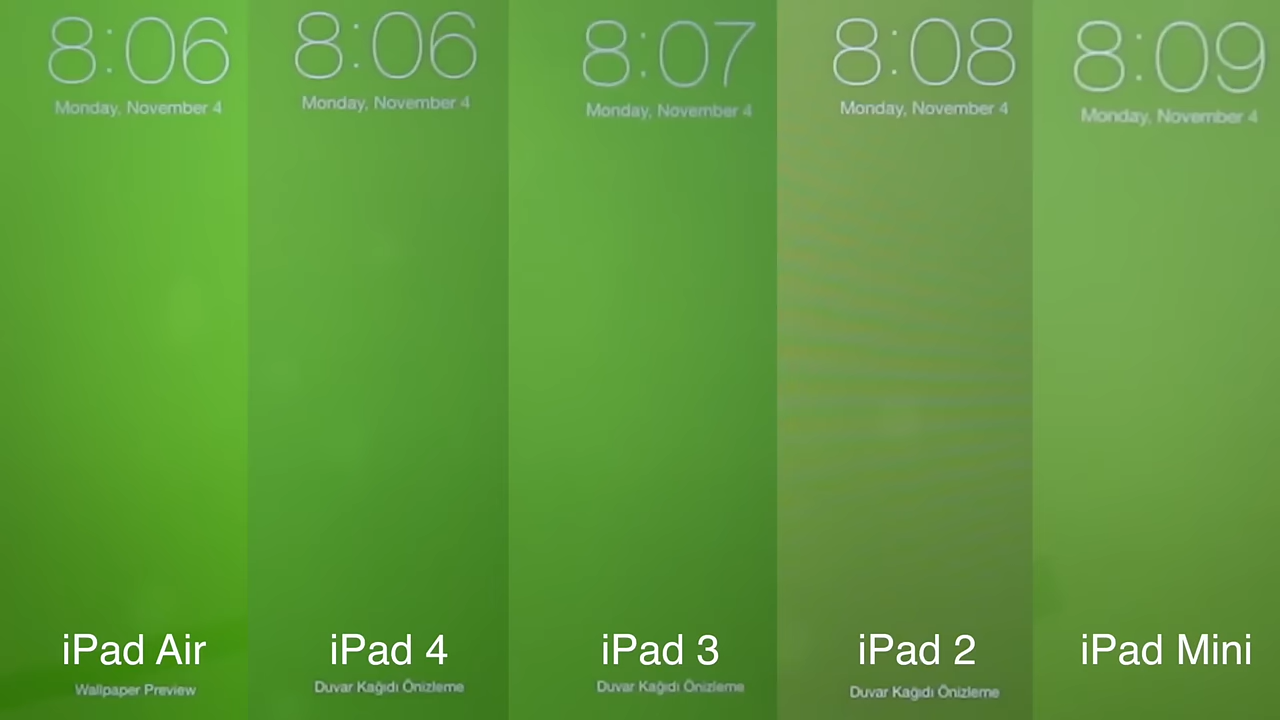 8:06
Monday, November 4
iPad Air
Wallpaper Preview
8:06
Monday, November 4
iPad 4
Duvar Kağıdı Önizleme
8:07
Monday, November 4
iPad 3
Duvar Kağıdı Önizleme
8:08
Monday, November 4
iPad 2
Duvar Kağıdı Önizleme
8:09
Monday, November 4
iPad Mini